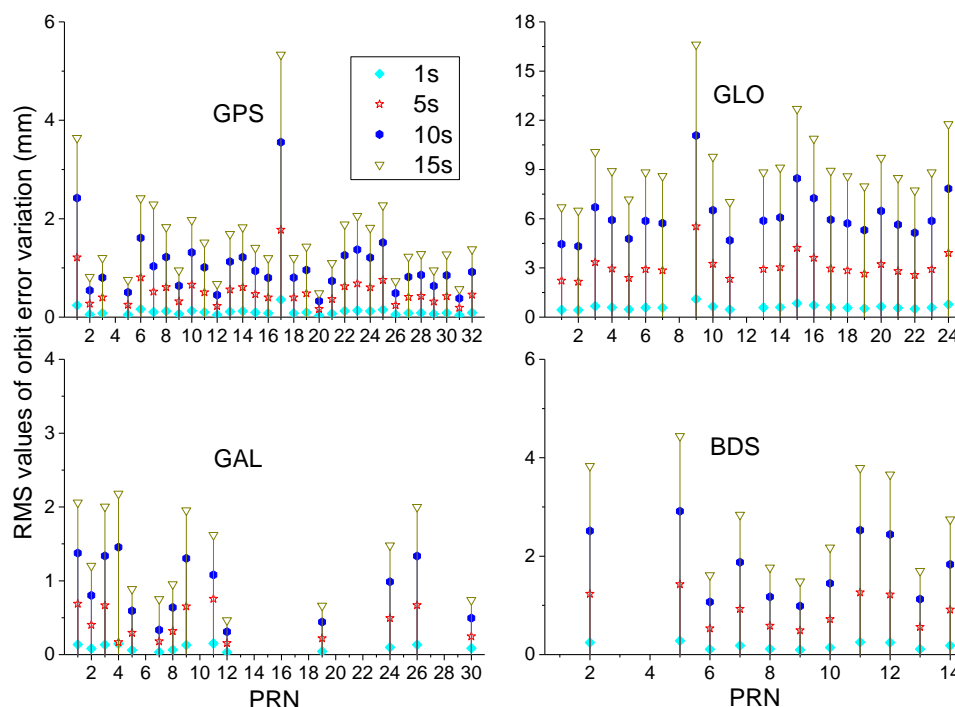 RMS values of orbit error variation (mm)
GPS
1s
5s
10s
15s
6
4
2
0
2 4 6 8 10 12 14 16 18 20 22 24 26 28 30 32
GLO
18
15
12
9
6
3
0
2 4 6 8 10 12 14 16 18 20 22 24
GAL
4
3
2
1
0
2 4 6 8 10 12 14 16 18 20 22 24 26 28 30
PRN
BDS
6
4
2
0
2 4 6 8 10 12 14
PRN